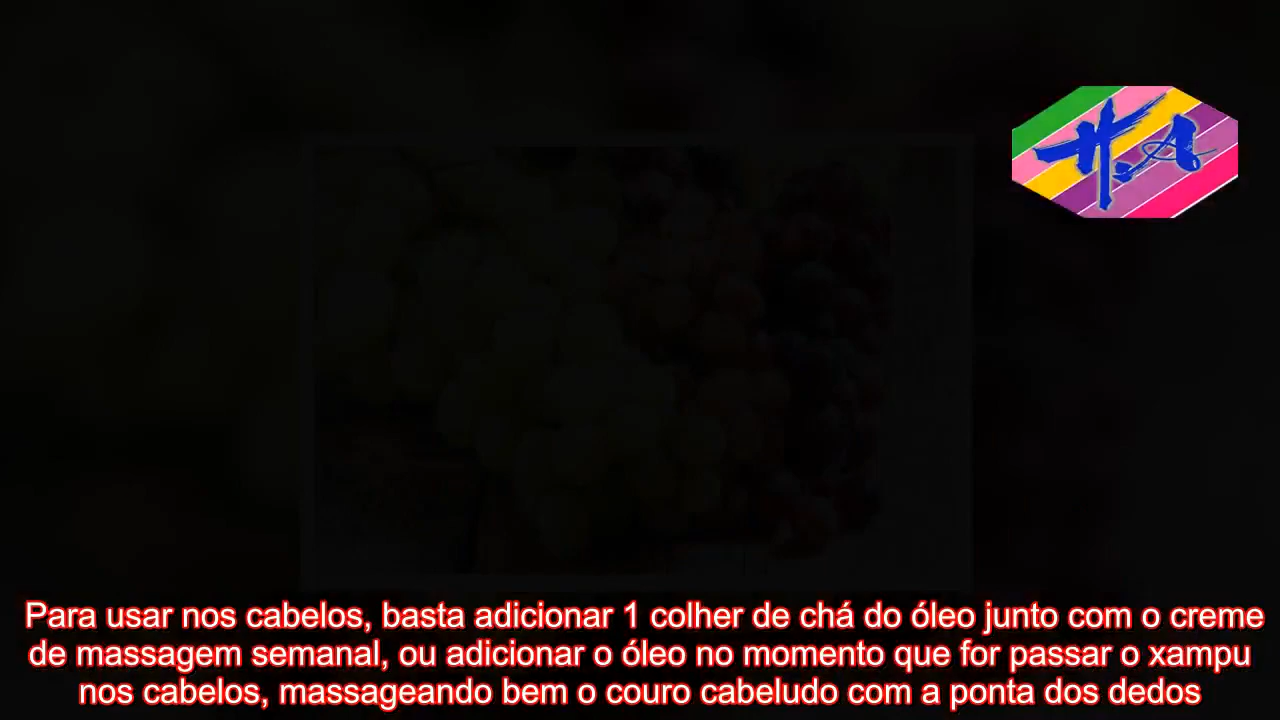 H.A
Para usar nos cabelos, basta adicionar 1 colher de chá do óleo junto com o creme
de massagem semanal, ou adicionar o óleo no momento que for passar o xampu
nos cabelos, massageando bem o couro cabeludo com a ponta dos dedos